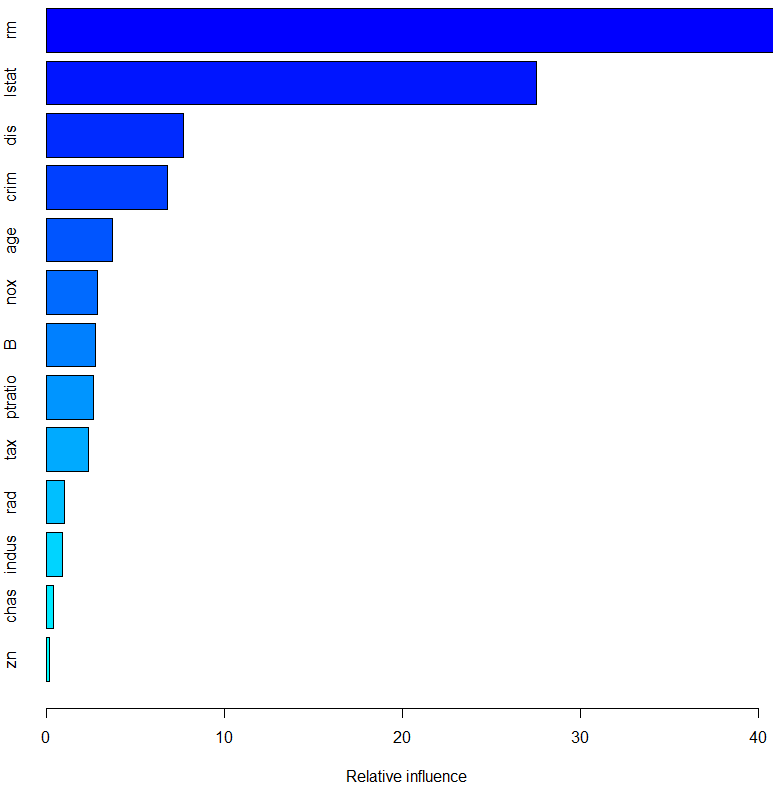 rm
lstat
dis
crim
age
nox
B
ptratio
tax
rad
indus
chas
zn
0 10 20 30 40
Relative influence